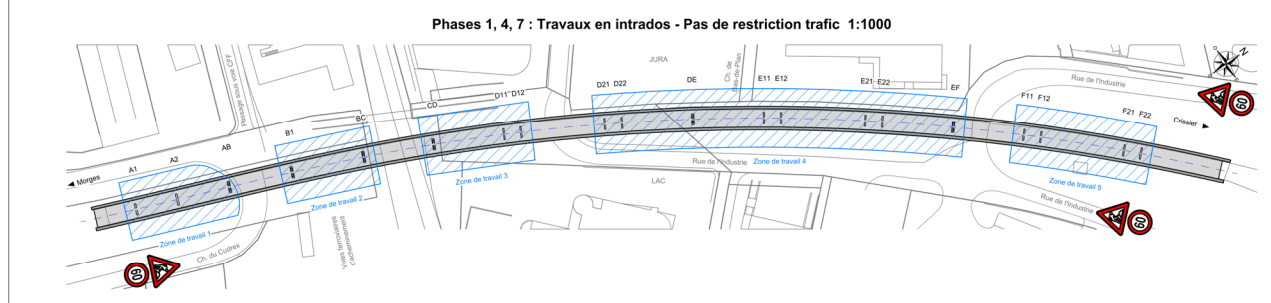 Phases 1, 4, 7 : Travaux en intrados - Pas de restriction trafic 1:1000
Passage sous voie CFF
JURA
Ch. de
Bas-du-Plan
Rue de l'Industrie
N
60
Crissier
Morges
A1
A2
AB
B1
BC
CD
D11 D12
D21 D22
DE
E11 E12
E21 E22
EF
F11 F12
F21 F22
Zone de travail 1
Zone de travail 2
Zone de travail 3
Rue de l'Industrie
Zone de travail 4
Zone de travail 5
LAC
Rue de l'Industrie
Ch. du Cudrex
Voies ferroviaires
d'acheminement
60
60